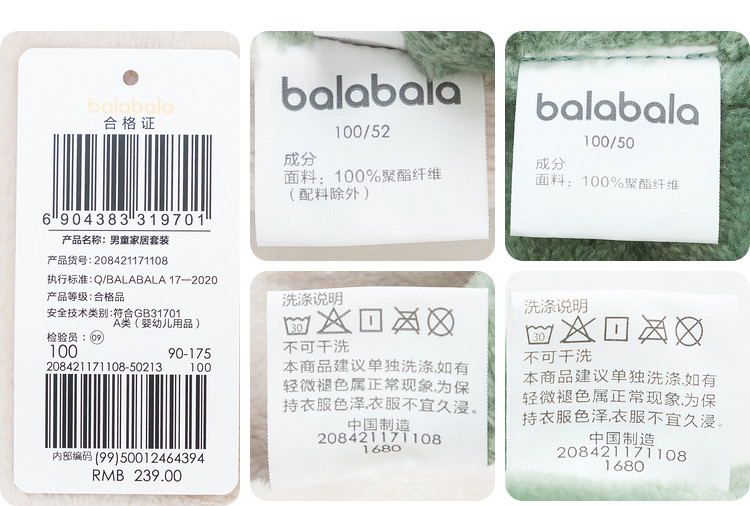 balabala
合格证
6 904383 319701
产品名称: 男童家居套装
产品货号: 208421171108
执行标准: Q/BALABALA 17—2020
产品等级: 合格品
安全技术类别:符合GB31701
A类（婴幼儿用品）
检验员: 09
100 90-175
208421171108-50213 100
内部编码 (99)50012464394
RMB 239.00
balabala
100/52
成分
面料: 100%聚酯纤维
（配料除外）
balabala
100/50
成分
面料: 100%聚酯纤维
洗涤说明
30
不可干洗
本商品建议单独洗涤,如有
轻微褪色属正常现象,为保
持衣服色泽,衣服不宜久浸。
中国制造
208421171108
1680
洗涤说明
30
不可干洗
本商品建议单独洗涤,如有
轻微褪色属正常现象,为保
持衣服色泽,衣服不宜久浸。
中国制造
208421171108
1680